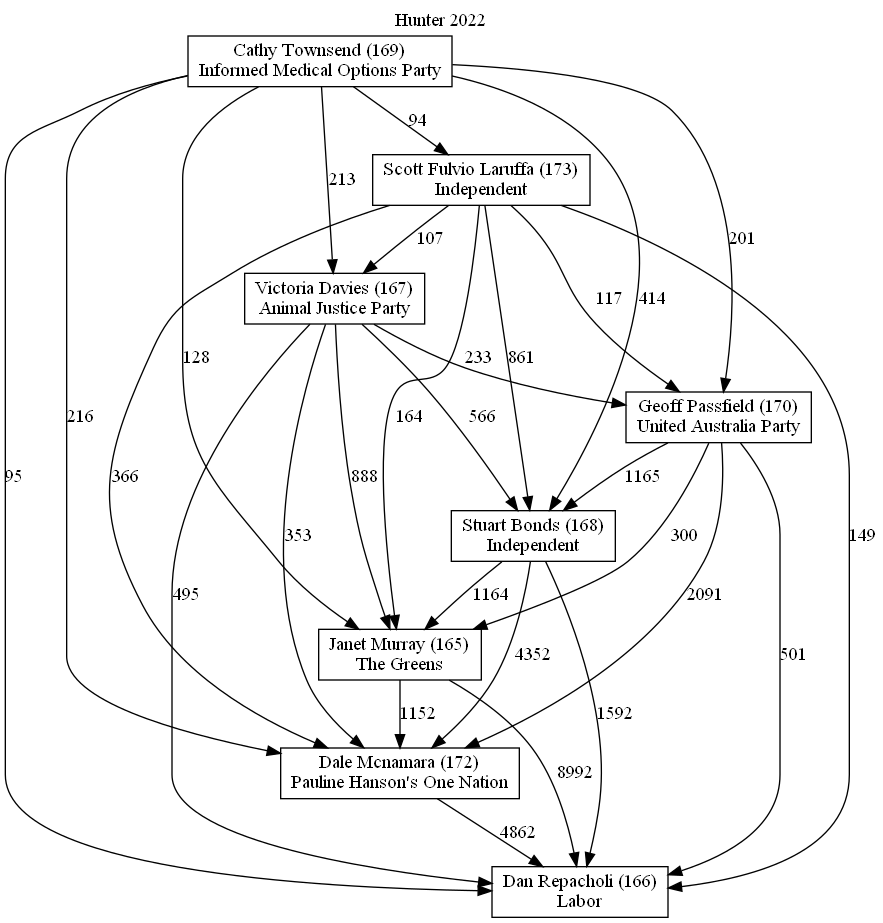 Hunter 2022
Cathy Townsend (169)
Informed Medical Options Party
94
Scott Fulvio Laruffa (173)
Independent
213
107
201
Victoria Davies (167)
Animal Justice Party
117
414
128
233
861
Geoff Passfield (170)
United Australia Party
216
164
566
95
366
888
1165
Stuart Bonds (168)
Independent
353
300
149
495
1164
2091
Janet Murray (165)
The Greens
4352
501
1152
1592
Dale Mcnamara (172)
Pauline Hanson's One Nation
8992
4862
Dan Repacholi (166)
Labor